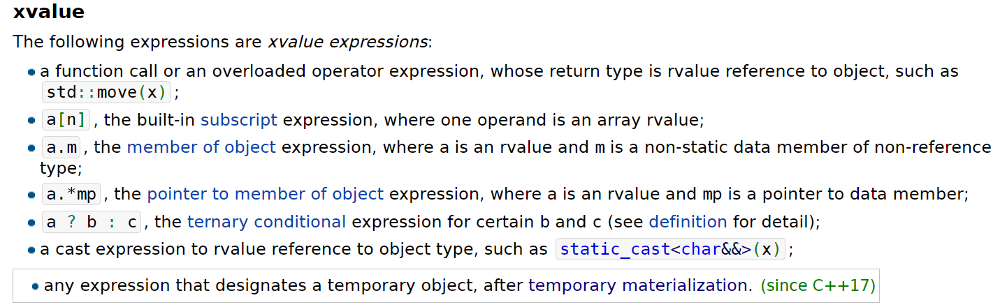 xvalue
The following expressions are xvalue expressions:
a function call or an overloaded operator expression, whose return type is rvalue reference to object, such as
std::move(x) ;
a[n] , the built-in subscript expression, where one operand is an array rvalue;
a.m , the member of object expression, where a is an rvalue and m is a non-static data member of non-reference
type;
a.*mp , the pointer to member of object expression, where a is an rvalue and mp is a pointer to data member;
a ? b : c , the ternary conditional expression for certain b and c (see definition for detail);
a cast expression to rvalue reference to object type, such as static_cast<char&&>(x) ;
any expression that designates a temporary object, after temporary materialization. (since C++17)